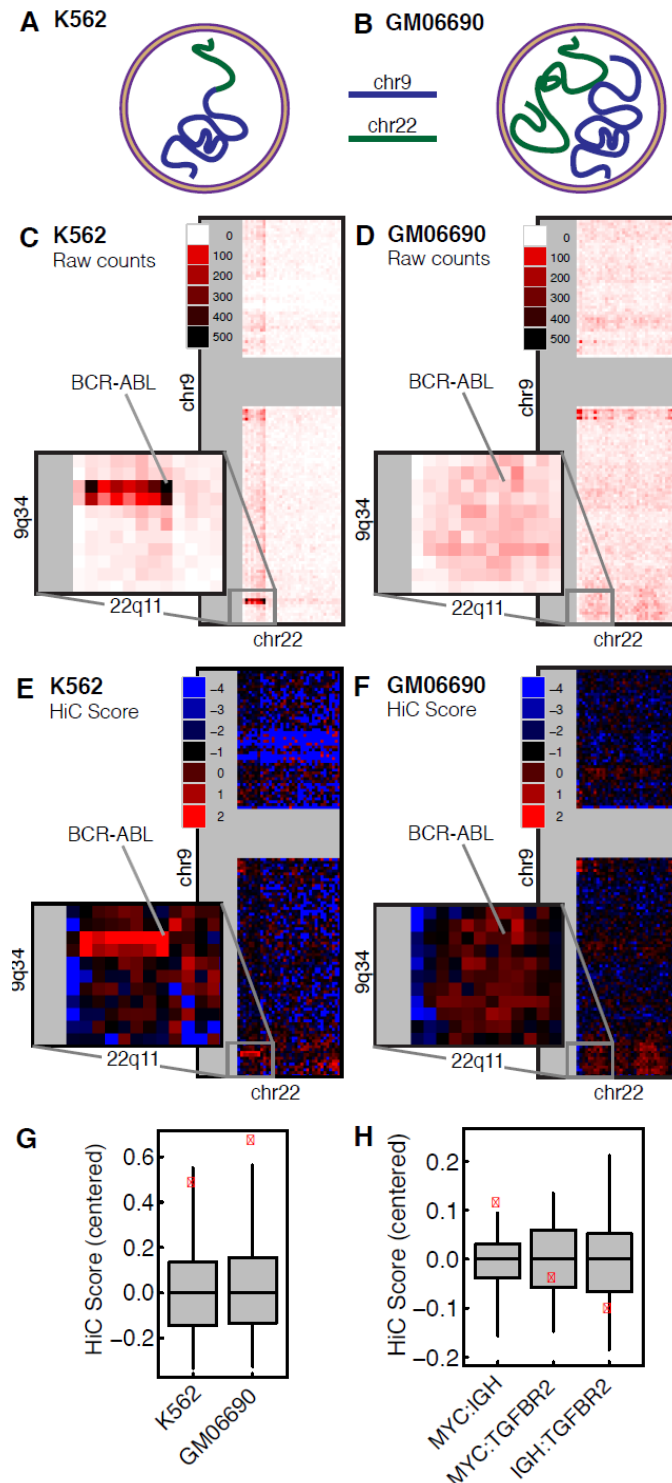 A K562
B GM06690
chr9
chr22
C K562
Raw counts
0
100
200
300
400
500
BCR-ABL
chr9
9q34
22q11
chr22
D GM06690
Raw counts
0
100
200
300
400
500
BCR-ABL
chr9
9q34
22q11
chr22
E K562
HiC Score
−4
−3
−2
−1
0
1
2
BCR-ABL
chr9
9q34
22q11
chr22
F GM06690
HiC Score
−4
−3
−2
−1
0
1
2
BCR-ABL
chr9
9q34
22q11
chr22
G
HiC Score (centered)
0.6
0.4
0.2
0.0
−0.2
K562
GM06690
H
HiC Score (centered)
0.2
0.1
0.0
−0.1
−0.2
MYC:IGH
MYC:TGFBR2
IGH:TGFBR2